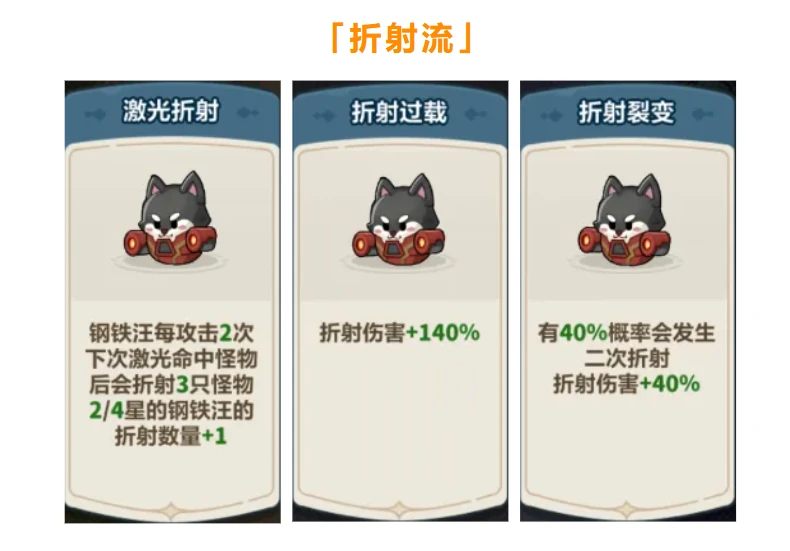 「折射流」
激光折射
钢铁汪每攻击2次
下次激光命中怪物
后会折射3只怪物
2/4星的钢铁汪的
折射数量+1
折射过载
折射伤害+140%
折射裂变
有40%概率会发生
二次折射
折射伤害+40%